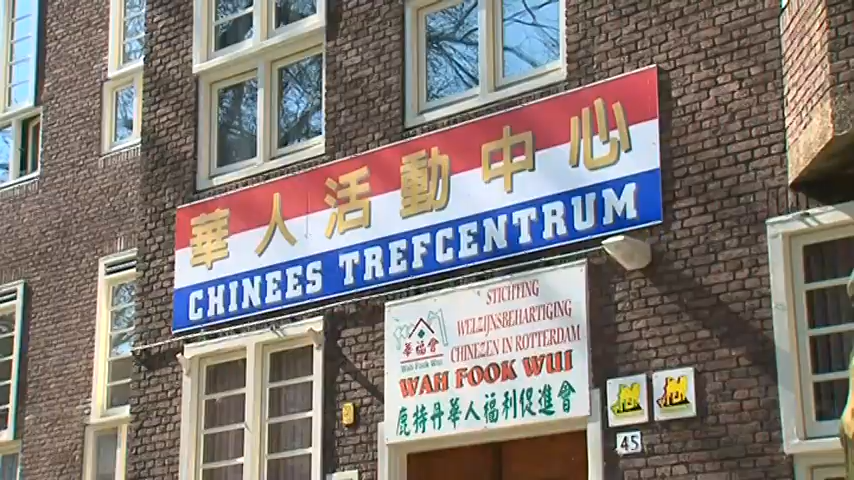 華人活動中心
CHINEES TREFCENTRUM
STICHTING
WELZIJNSBEHARTIGING
CHINEZEN IN ROTTERDAM
華福會
Wah Fook Wui
WAH FOOK WUI
鹿特丹華人福利促進會
45